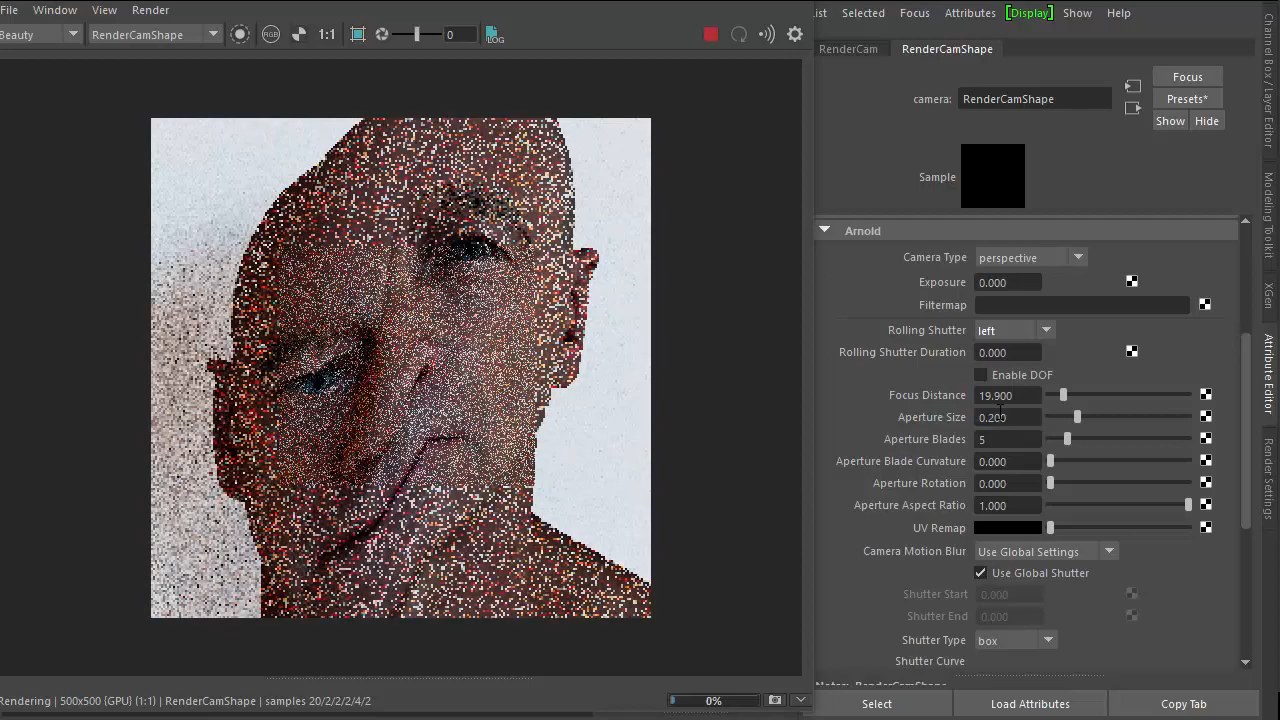 File Window View Render
Beauty RenderCamShape RGB 1:1 0 LOG
list Selected Focus Attributes [Display] Show Help
RenderCam RenderCamShape
camera: RenderCamShape
Focus
Presets*
Show Hide
Sample
Arnold
Camera Type perspective
Exposure 0.000
Filtermap
Rolling Shutter left
Rolling Shutter Duration 0.000
Enable DOF
Focus Distance 19.900
Aperture Size 0.200
Aperture Blades 5
Aperture Blade Curvature 0.000
Aperture Rotation 0.000
Aperture Aspect Ratio 1.000
UV Remap
Camera Motion Blur Use Global Settings
Use Global Shutter
Shutter Start 0.000
Shutter End 0.000
Shutter Type box
Shutter Curve
Notes: RenderCamShape
Select Load Attributes Copy Tab
Rendering | 500x500 (GPU) (1:1) | RenderCamShape | samples 20/2/2/2/4/2 0%
Channel Box / Layer Editor
Modeling Toolkit
XGen
Attribute Editor
Render Settings